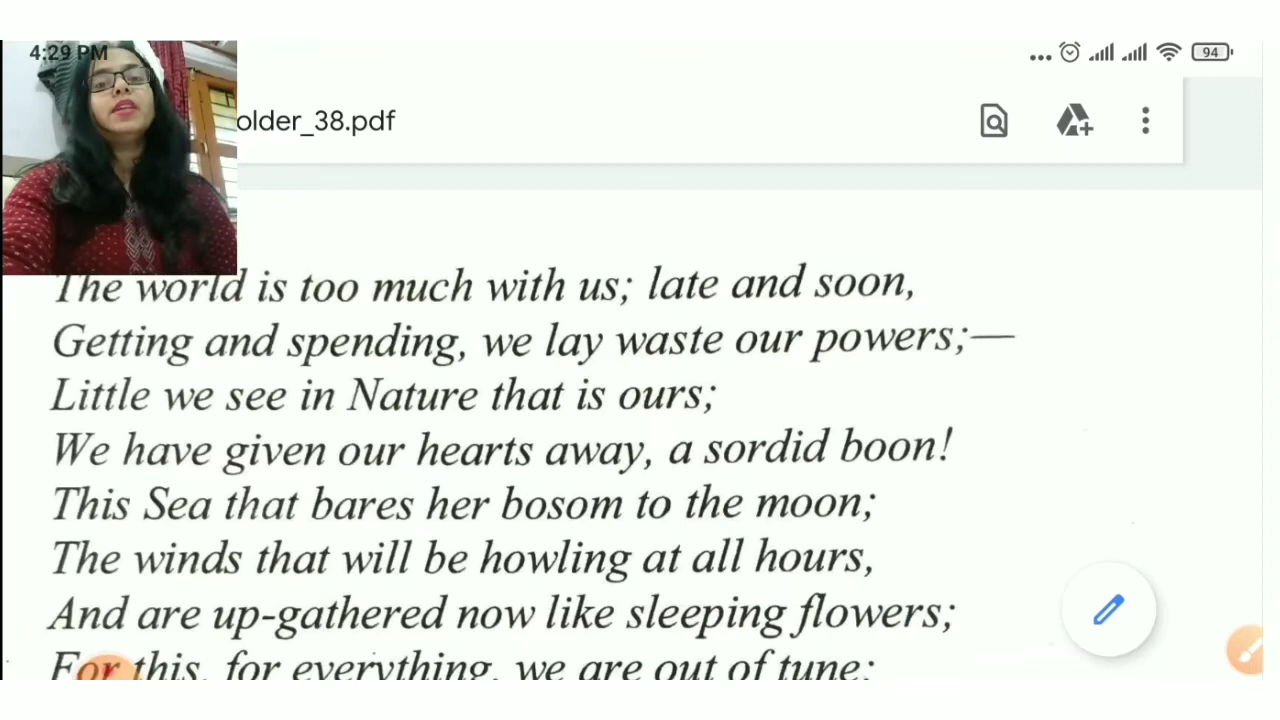 4:29 PM
94
older_38.pdf
The world is too much with us; late and soon,
Getting and spending, we lay waste our powers;—
Little we see in Nature that is ours;
We have given our hearts away, a sordid boon!
This Sea that bares her bosom to the moon;
The winds that will be howling at all hours,
And are up-gathered now like sleeping flowers;
For this, for everything, we are out of tune;